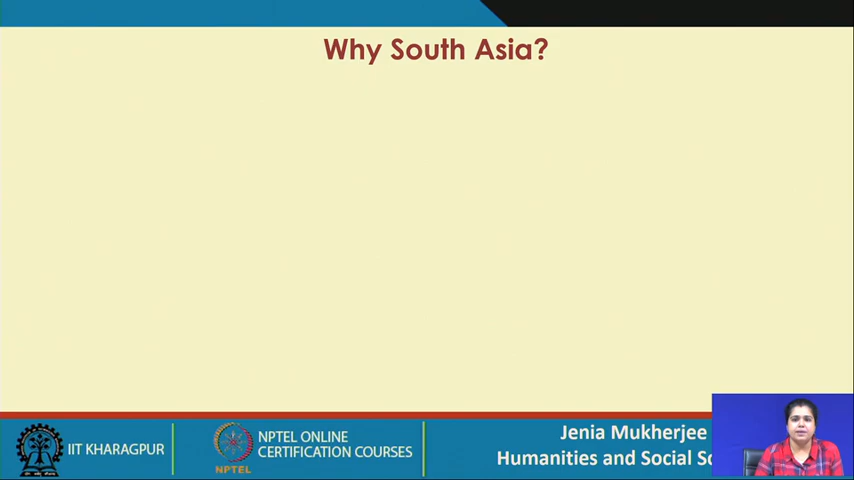 Why South Asia?
IIT KHARAGPUR
NPTEL
NPTEL ONLINE
CERTIFICATION COURSES
Jenia Mukherjee
Humanities and Social